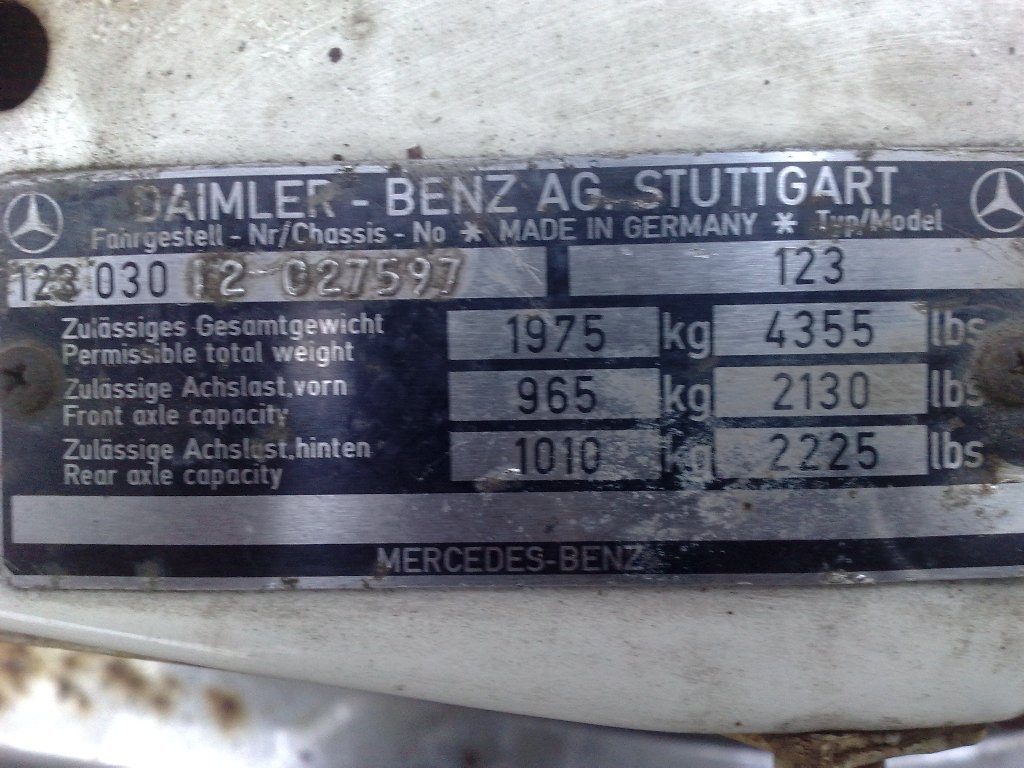 DAIMLER - BENZ AG. STUTTGART
Fahrgestell - Nr/Chassis - No * MADE IN GERMANY * Typ/Model
123 030 12 027597 123
Zulässiges Gesamtgewicht
Permissible total weight
1975 kg 4355 lbs
Zulässige Achslast,vorn
Front axle capacity
965 kg 2130 lbs
Zulässige Achslast,hinten
Rear axle capacity
1010 kg 2225 lbs
MERCEDES-BENZ